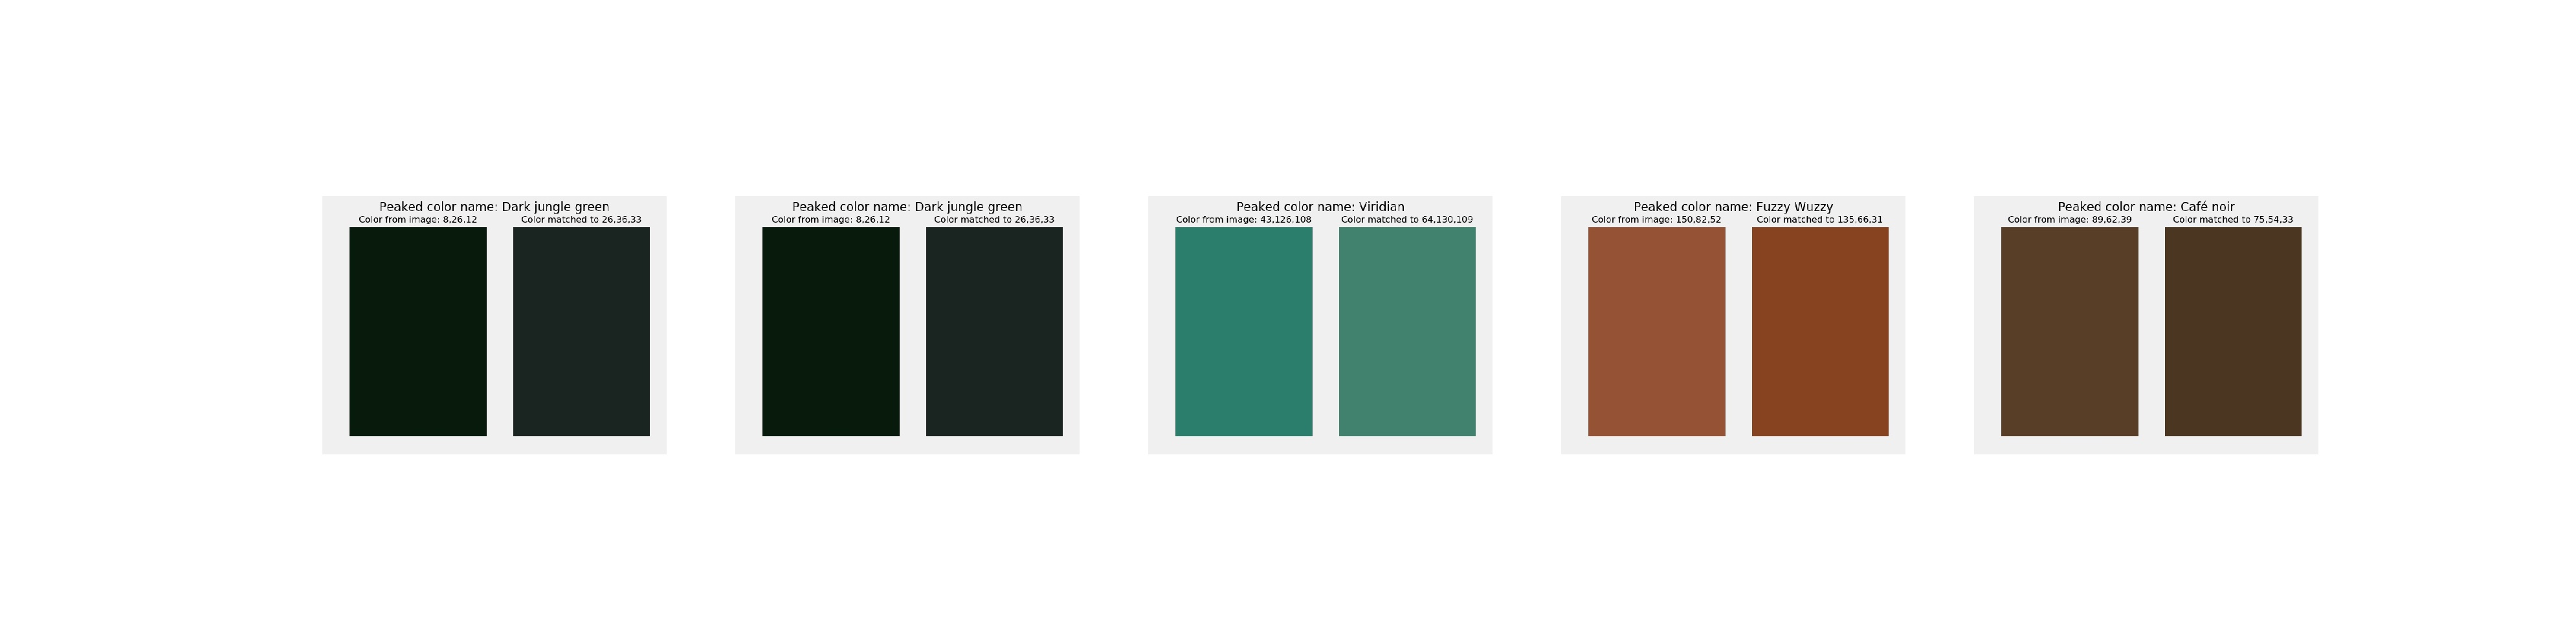 Peaked color name: Dark jungle green
Color from image: 8,26,12
Color matched to 26,36,33
Peaked color name: Dark jungle green
Color from image: 8,26,12
Color matched to 26,36,33
Peaked color name: Viridian
Color from image: 43,126,108
Color matched to 64,130,109
Peaked color name: Fuzzy Wuzzy
Color from image: 150,82,52
Color matched to 135,66,31
Peaked color name: Café noir
Color from image: 89,62,39
Color matched to 75,54,33